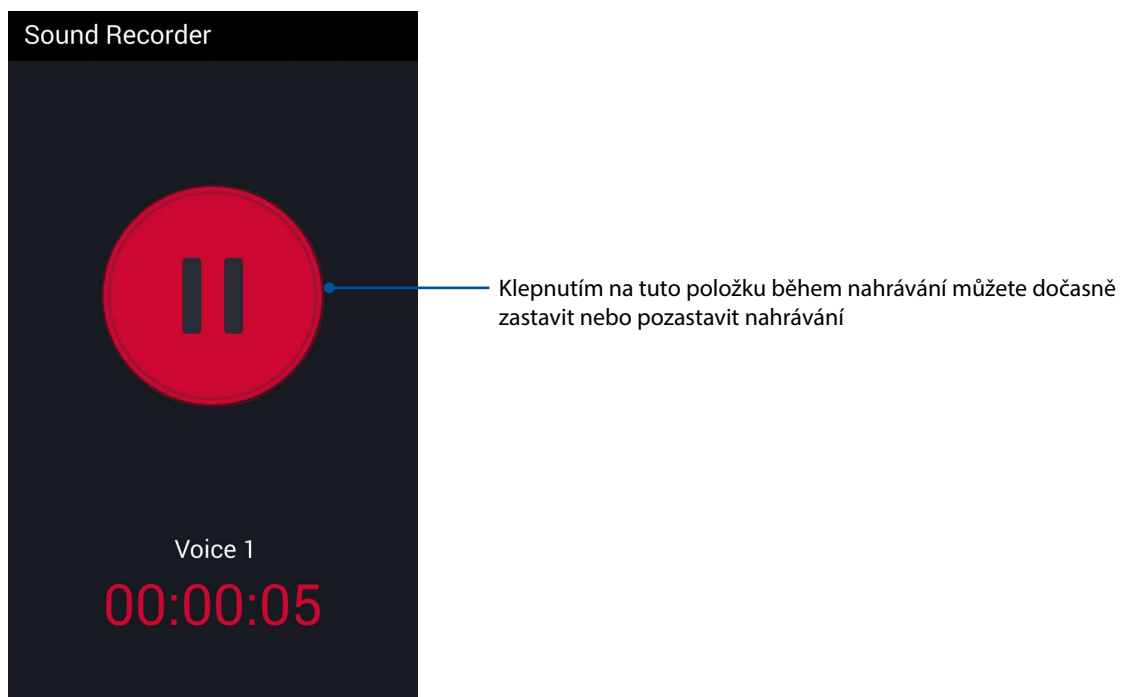 Sound Recorder
Klepnutím na tuto položku během nahrávání můžete dočasně
zastavit nebo pozastavit nahrávání
Voice 1
00:00:05